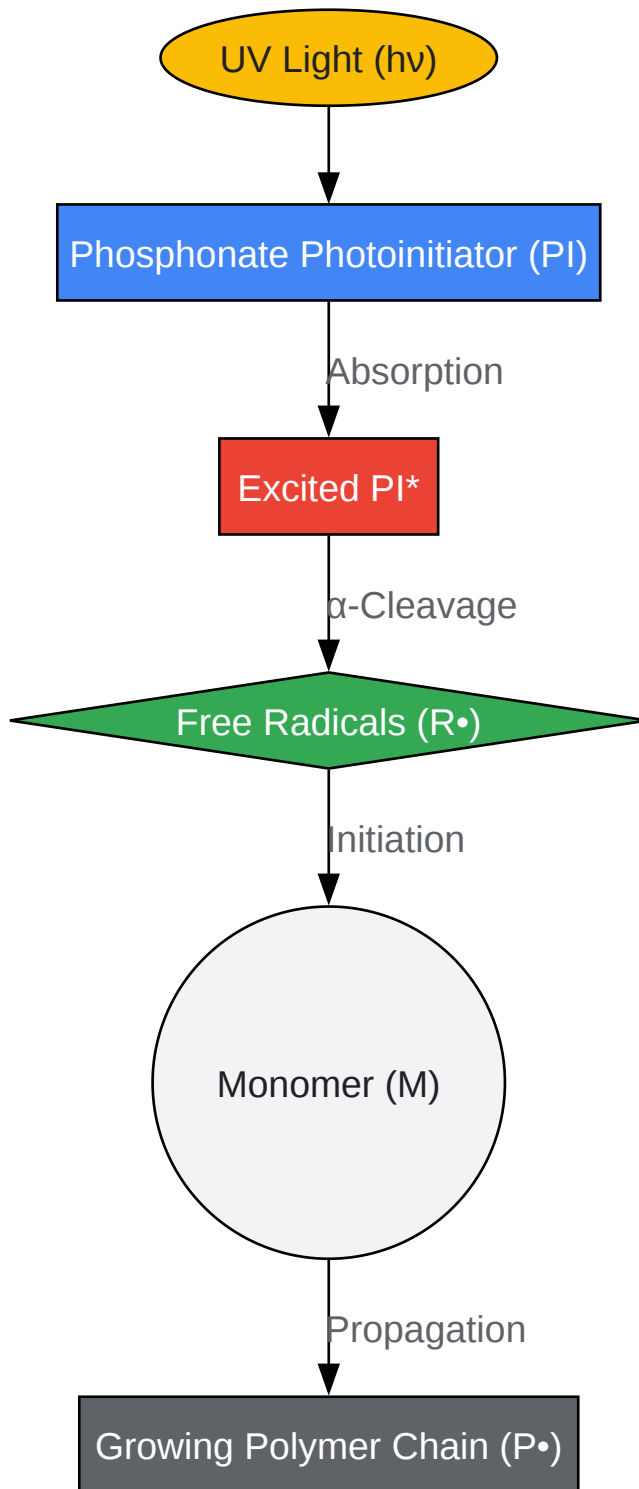 UV Light (hν)
Phosphonate Photoinitiator (PI)
Absorption
Excited PI*
α-Cleavage
Free Radicals (R•)
Initiation
Monomer (M)
Propagation
Growing Polymer Chain (P•)